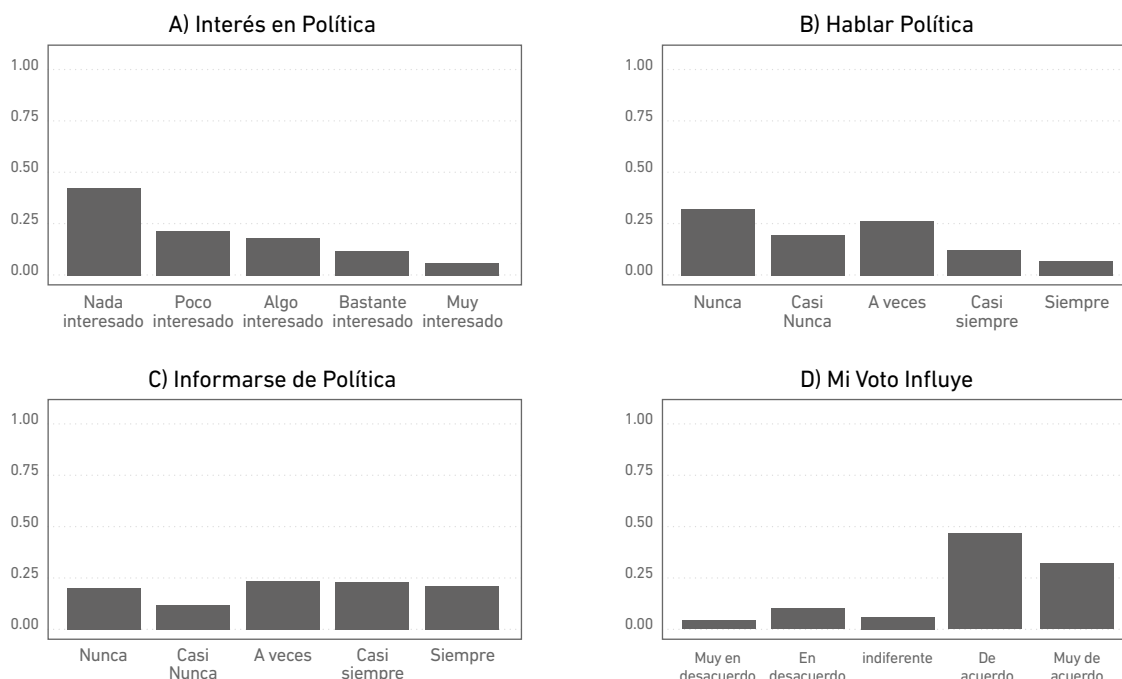 A) Interés en Política
1.00
0.75
0.50
0.25
0.00
Nada Poco Algo Bastante Muy
interesado interesado interesado interesado interesado
B) Hablar Política
1.00
0.75
0.50
0.25
0.00
Nunca Casi A veces Casi Siempre
Nunca siempre
C) Informarse de Política
1.00
0.75
0.50
0.25
0.00
Nunca Casi A veces Casi Siempre
Nunca siempre
D) Mi Voto Influye
1.00
0.75
0.50
0.25
0.00
Muy en En indiferente De Muy de
desacuerdo desacuerdo acuerdo acuerdo